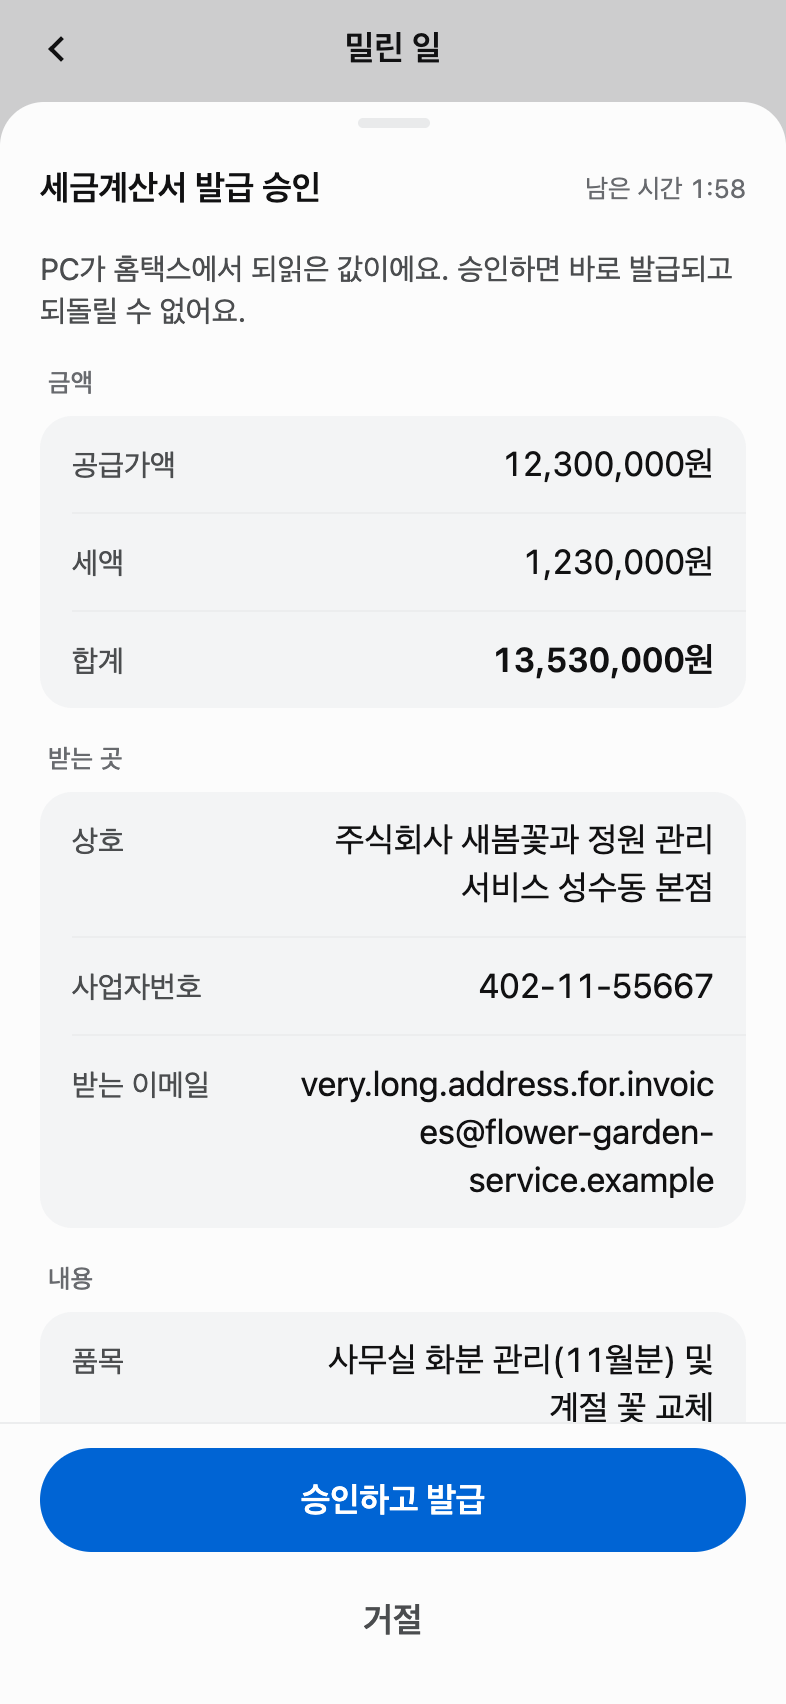 밀린 일
세금계산서 발급 승인
남은 시간 1:58
PC가 홈택스에서 되읽은 값이에요. 승인하면 바로 발급되고
되돌릴 수 없어요.
금액
공급가액
12,300,000원
세액
1,230,000원
합계
13,530,000원
받는 곳
상호
주식회사 새봄꽃과 정원 관리
서비스 성수동 본점
사업자번호
402-11-55667
받는 이메일
very.long.address.for.invoic
es@flower-garden-
service.example
내용
품목
사무실 화분 관리(11월분) 및
계절 꽃 교체
승인하고 발급
거절